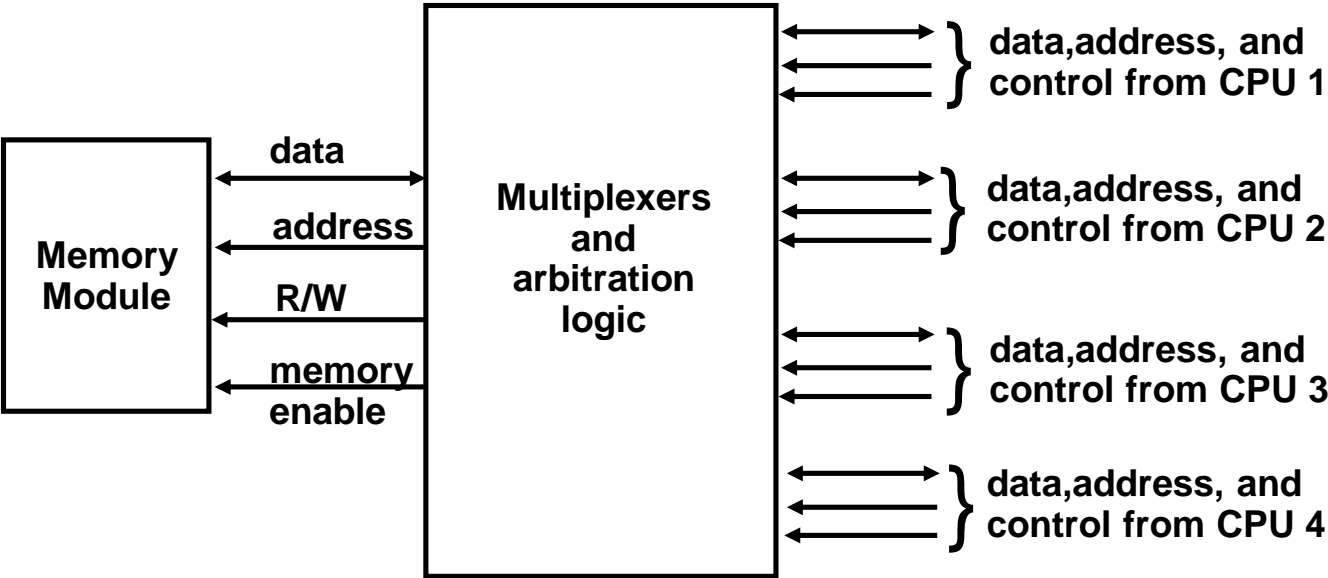 Memory
Module
data
address
R/W
memory
enable
Multiplexers
and
arbitration
logic
data,address, and
control from CPU 1
data,address, and
control from CPU 2
data,address, and
control from CPU 3
data,address, and
control from CPU 4